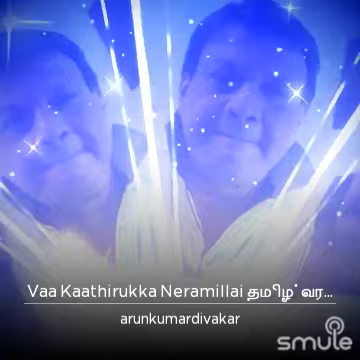 Vaa Kaathirukka Neramillai தமிழ் வர...
arunkumardivakar
smule